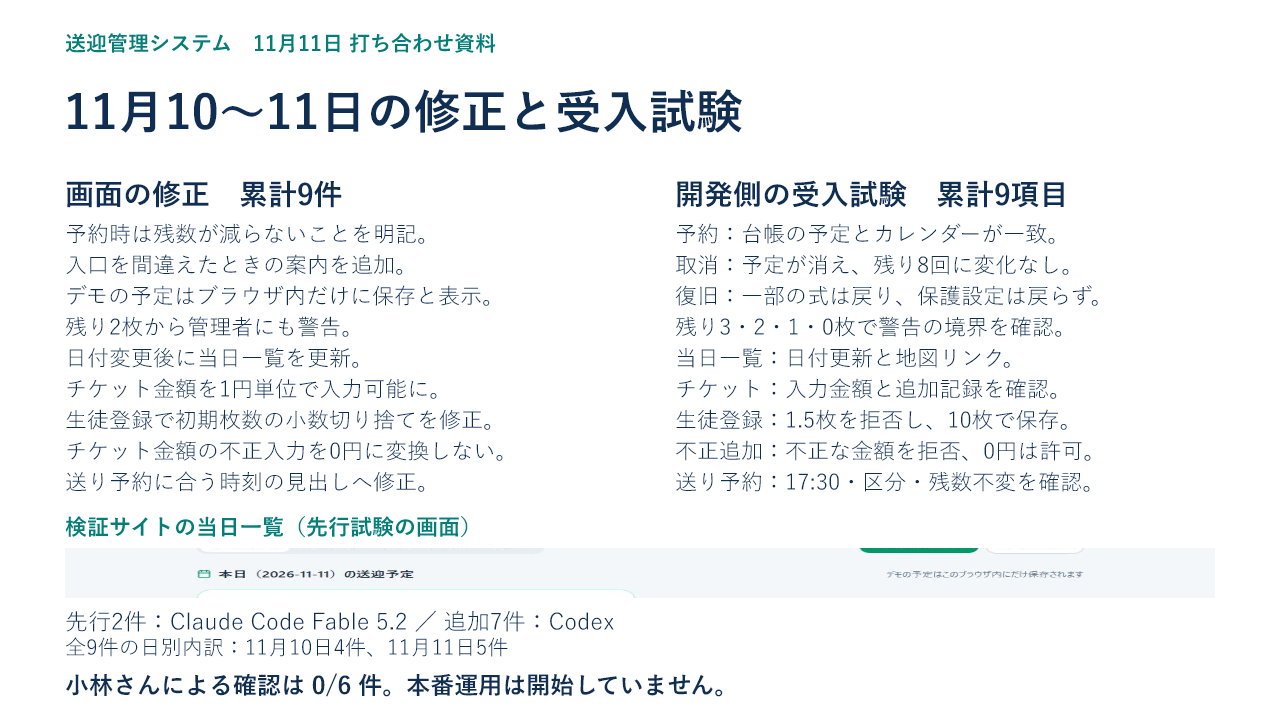 送迎管理システム　11月11日 打ち合わせ資料
11月10～11日の修正と受入試験
画面の修正　累計9件
予約時は残数が減らないことを明記。
入口を間違えたときの案内を追加。
デモの予定はブラウザ内だけに保存と表示。
残り2枚から管理者にも警告。
日付変更後に当日一覧を更新。
チケット金額を1円単位で入力可能に。
生徒登録で初期枚数の小数切り捨てを修正。
チケット金額の不正入力を0円に変換しない。
送り予約に合う時刻の見出しへ修正。
開発側の受入試験　累計9項目
予約：台帳の予定とカレンダーが一致。
取消：予定が消え、残り8回に変化なし。
復旧：一部の式は戻り、保護設定は戻らず。
残り3・2・1・0枚で警告の境界を確認。
当日一覧：日付更新と地図リンク。
チケット：入力金額と追加記録を確認。
生徒登録：1.5枚を拒否し、10枚で保存。
不正追加：不正な金額を拒否、0円は許可。
送り予約：17:30・区分・残数不変を確認。
検証サイトの当日一覧（先行試験の画面）
本日（2026-11-11）の送迎予定
デモの予定はこのブラウザ内にだけ保存されます
先行2件：Claude Code Fable 5.2 ／ 追加7件：Codex
全9件の日別内訳：11月10日4件、11月11日5件
小林さんによる確認は 0/6 件。本番運用は開始していません。